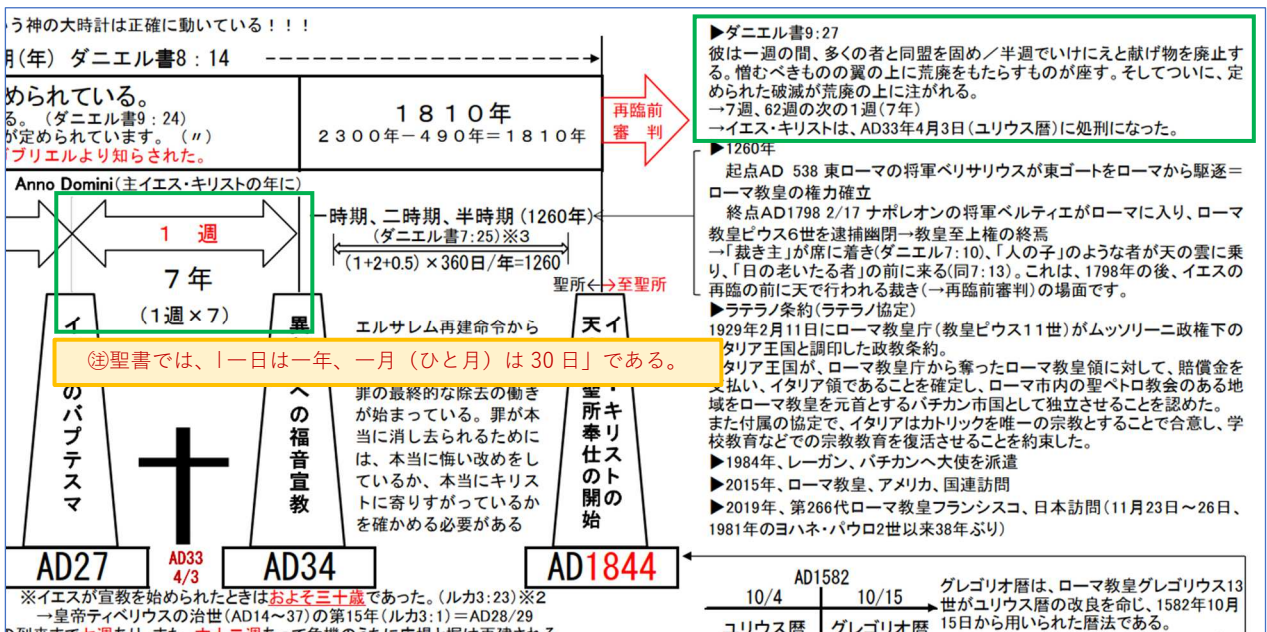 う神の大時計は正確に動いている！！！
(年) ダニエル書8：14
められている。
る。（ダニエル書9：24）
が定められています。（〃）
ブリエルより知らされた。
1810年
2300年－490年＝1810年
再臨前
審 判
Anno Domini(主イエス・キリストの年に)
1 週
7年
(1週×7)
一時期、二時期、半時期(1260年)
(ダニエル書7:25)※3
(1+2+0.5)×360日/年=1260
聖所←→至聖所
㊟聖書では、「一日は一年、一月（ひと月）は30日」である。
イ
のバプテスマ
AD33
4/3
異
への福音宣教
エルサレム再建命令から
罪の最終的な除去の働き
が始まっている。罪が本
当に消し去られるために
は、本当に悔い改めをし
ているか、本当にキリス
トに寄りすがっているか
を確かめる必要がある
イ
・キリストの
天
聖所奉仕の開始
AD27
AD34
AD1844
※イエスが宣教を始められたときはおよそ三十歳であった。(ルカ3:23)※2
→皇帝ティベリウスの治世(AD14～37)の第15年(ルカ3:1)＝AD28/29
▶ダニエル書9:27
彼は一週の間、多くの者と同盟を固め／半週でいけにえと献げ物を廃止す
る。憎むべきものの翼の上に荒廃をもたらすものが座す。そしてついに、定
められた破滅が荒廃の上に注がれる。
→7週、62週の次の1週(7年)
→イエス・キリストは、AD33年4月3日(ユリウス暦)に処刑になった。
▶1260年
起点AD 538 東ローマの将軍ベリサリウスが東ゴートをローマから駆逐＝
ローマ教皇の権力確立
終点AD1798 2/17 ナポレオンの将軍ベルティエがローマに入り、ローマ
教皇ピウス6世を逮捕幽閉→教皇至上権の終焉
→「裁き主」が席に着き(ダニエル7:10)、「人の子」のような者が天の雲に乗
り、「日の老いたる者」の前に来る(同7:13)。これは、1798年の後、イエスの
再臨の前に天で行われる裁き(→再臨前審判)の場面です。
▶ラテラノ条約(ラテラノ協定)
1929年2月11日にローマ教皇庁(教皇ピウス11世)がムッソリーニ政権下の
タリア王国と調印した政教条約。
タリア王国が、ローマ教皇庁から奪ったローマ教皇領に対して、賠償金を
支払い、イタリア領であることを確定し、ローマ市内の聖ペトロ教会のある地
域をローマ教皇を元首とするバチカン市国として独立させることを認めた。
また付属の協定で、イタリアはカトリックを唯一の宗教とすることで合意し、学
校教育などでの宗教教育を復活させることを約束した。
▶1984年、レーガン、バチカンへ大使を派遣
▶2015年、ローマ教皇、アメリカ、国連訪問
▶2019年、第266代ローマ教皇フランシスコ、日本訪問(11月23日～26日、
1981年のヨハネ・パウロ2世以来38年ぶり)
AD1582
10/4
10/15
ユリウス暦
グレゴリオ暦
グレゴリオ暦は、ローマ教皇グレゴリウス13
世がユリウス暦の改良を命じ、1582年10月
15日から用いられた暦法である。